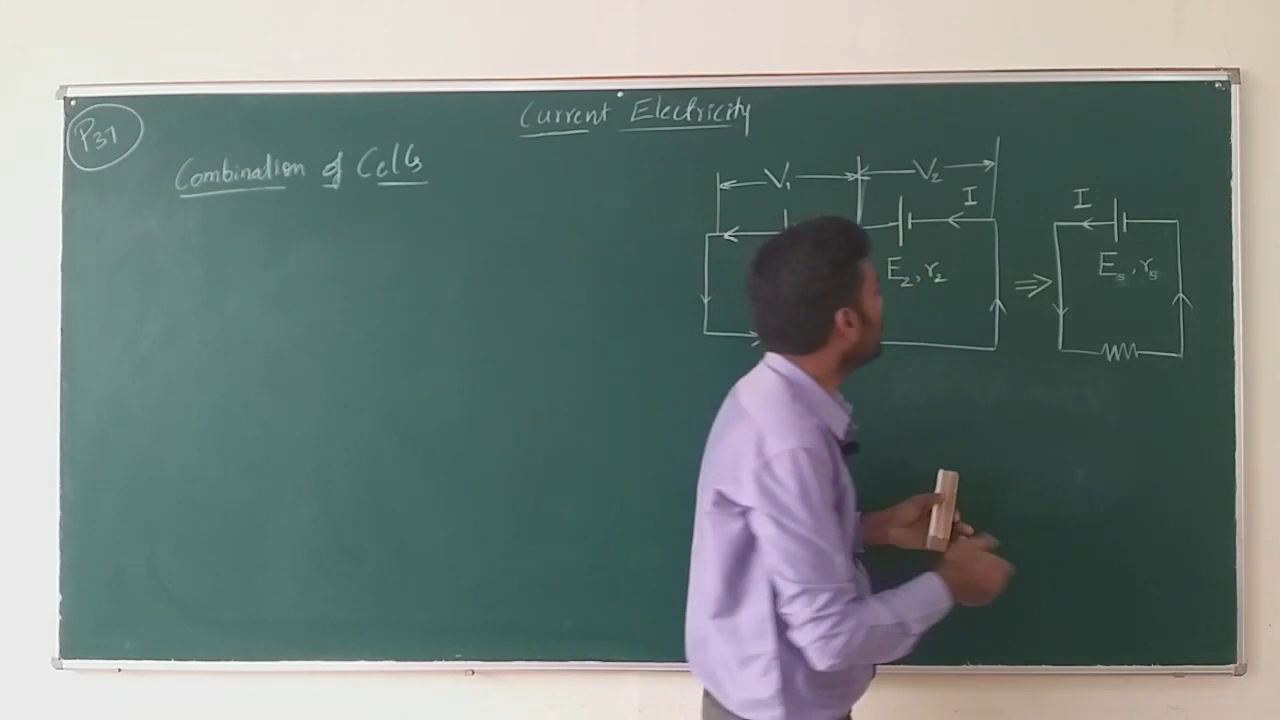 Current Electricity
P31
Combination of Cells
V₁ V₂
I
E₂, r₂
I
Eₛ, rₛ